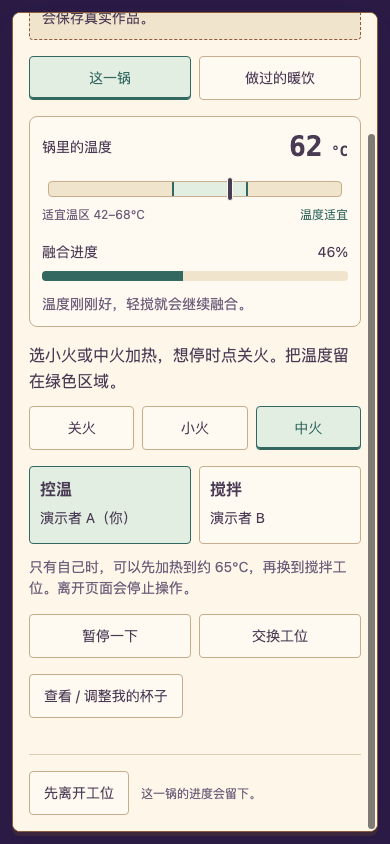 会保存真实作品。
这一锅
做过的暖饮
锅里的温度
62 °C
适宜温区 42–68°C
温度适宜
融合进度
46%
温度刚刚好，轻搅就会继续融合。
选小火或中火加热，想停时点关火。把温度留
在绿色区域。
关火
小火
中火
控温
演示者 A（你）
搅拌
演示者 B
只有自己时，可以先加热到约 65°C，再换到搅拌工
位。离开页面会停止操作。
暂停一下
交换工位
查看 / 调整我的杯子
先离开工位
这一锅的进度会留下。